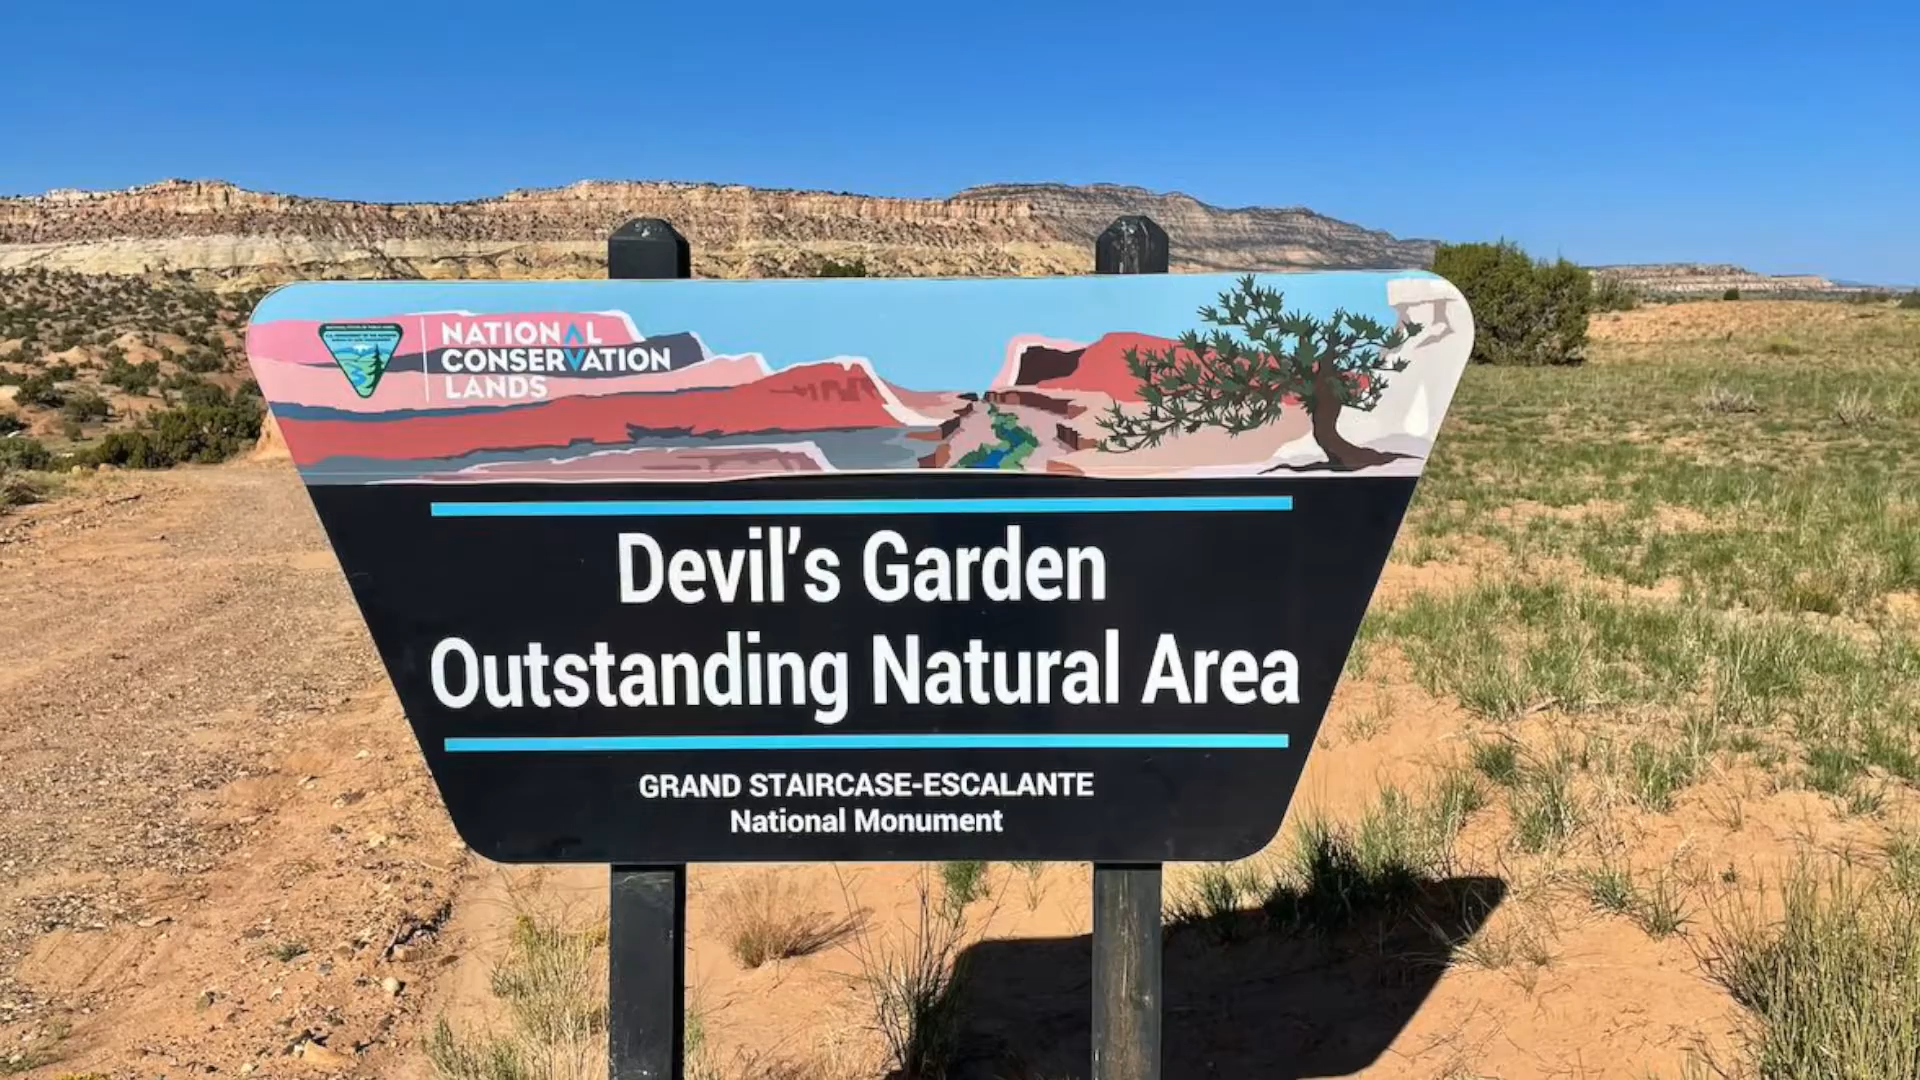 NATIONAL
CONSERVATION
LANDS
Devil’s Garden
Outstanding Natural Area
GRAND STAIRCASE-ESCALANTE
National Monument